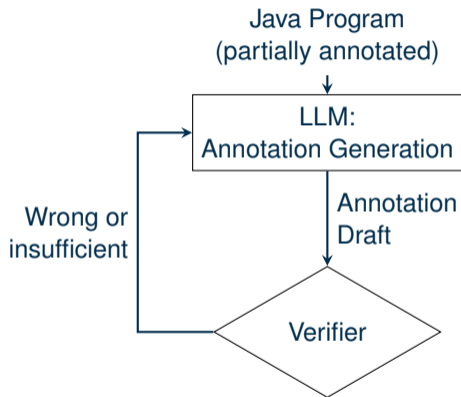 Java Program
(partially annotated)
LLM:
Annotation Generation
Annotation
Draft
Wrong or
insufficient
Verifier